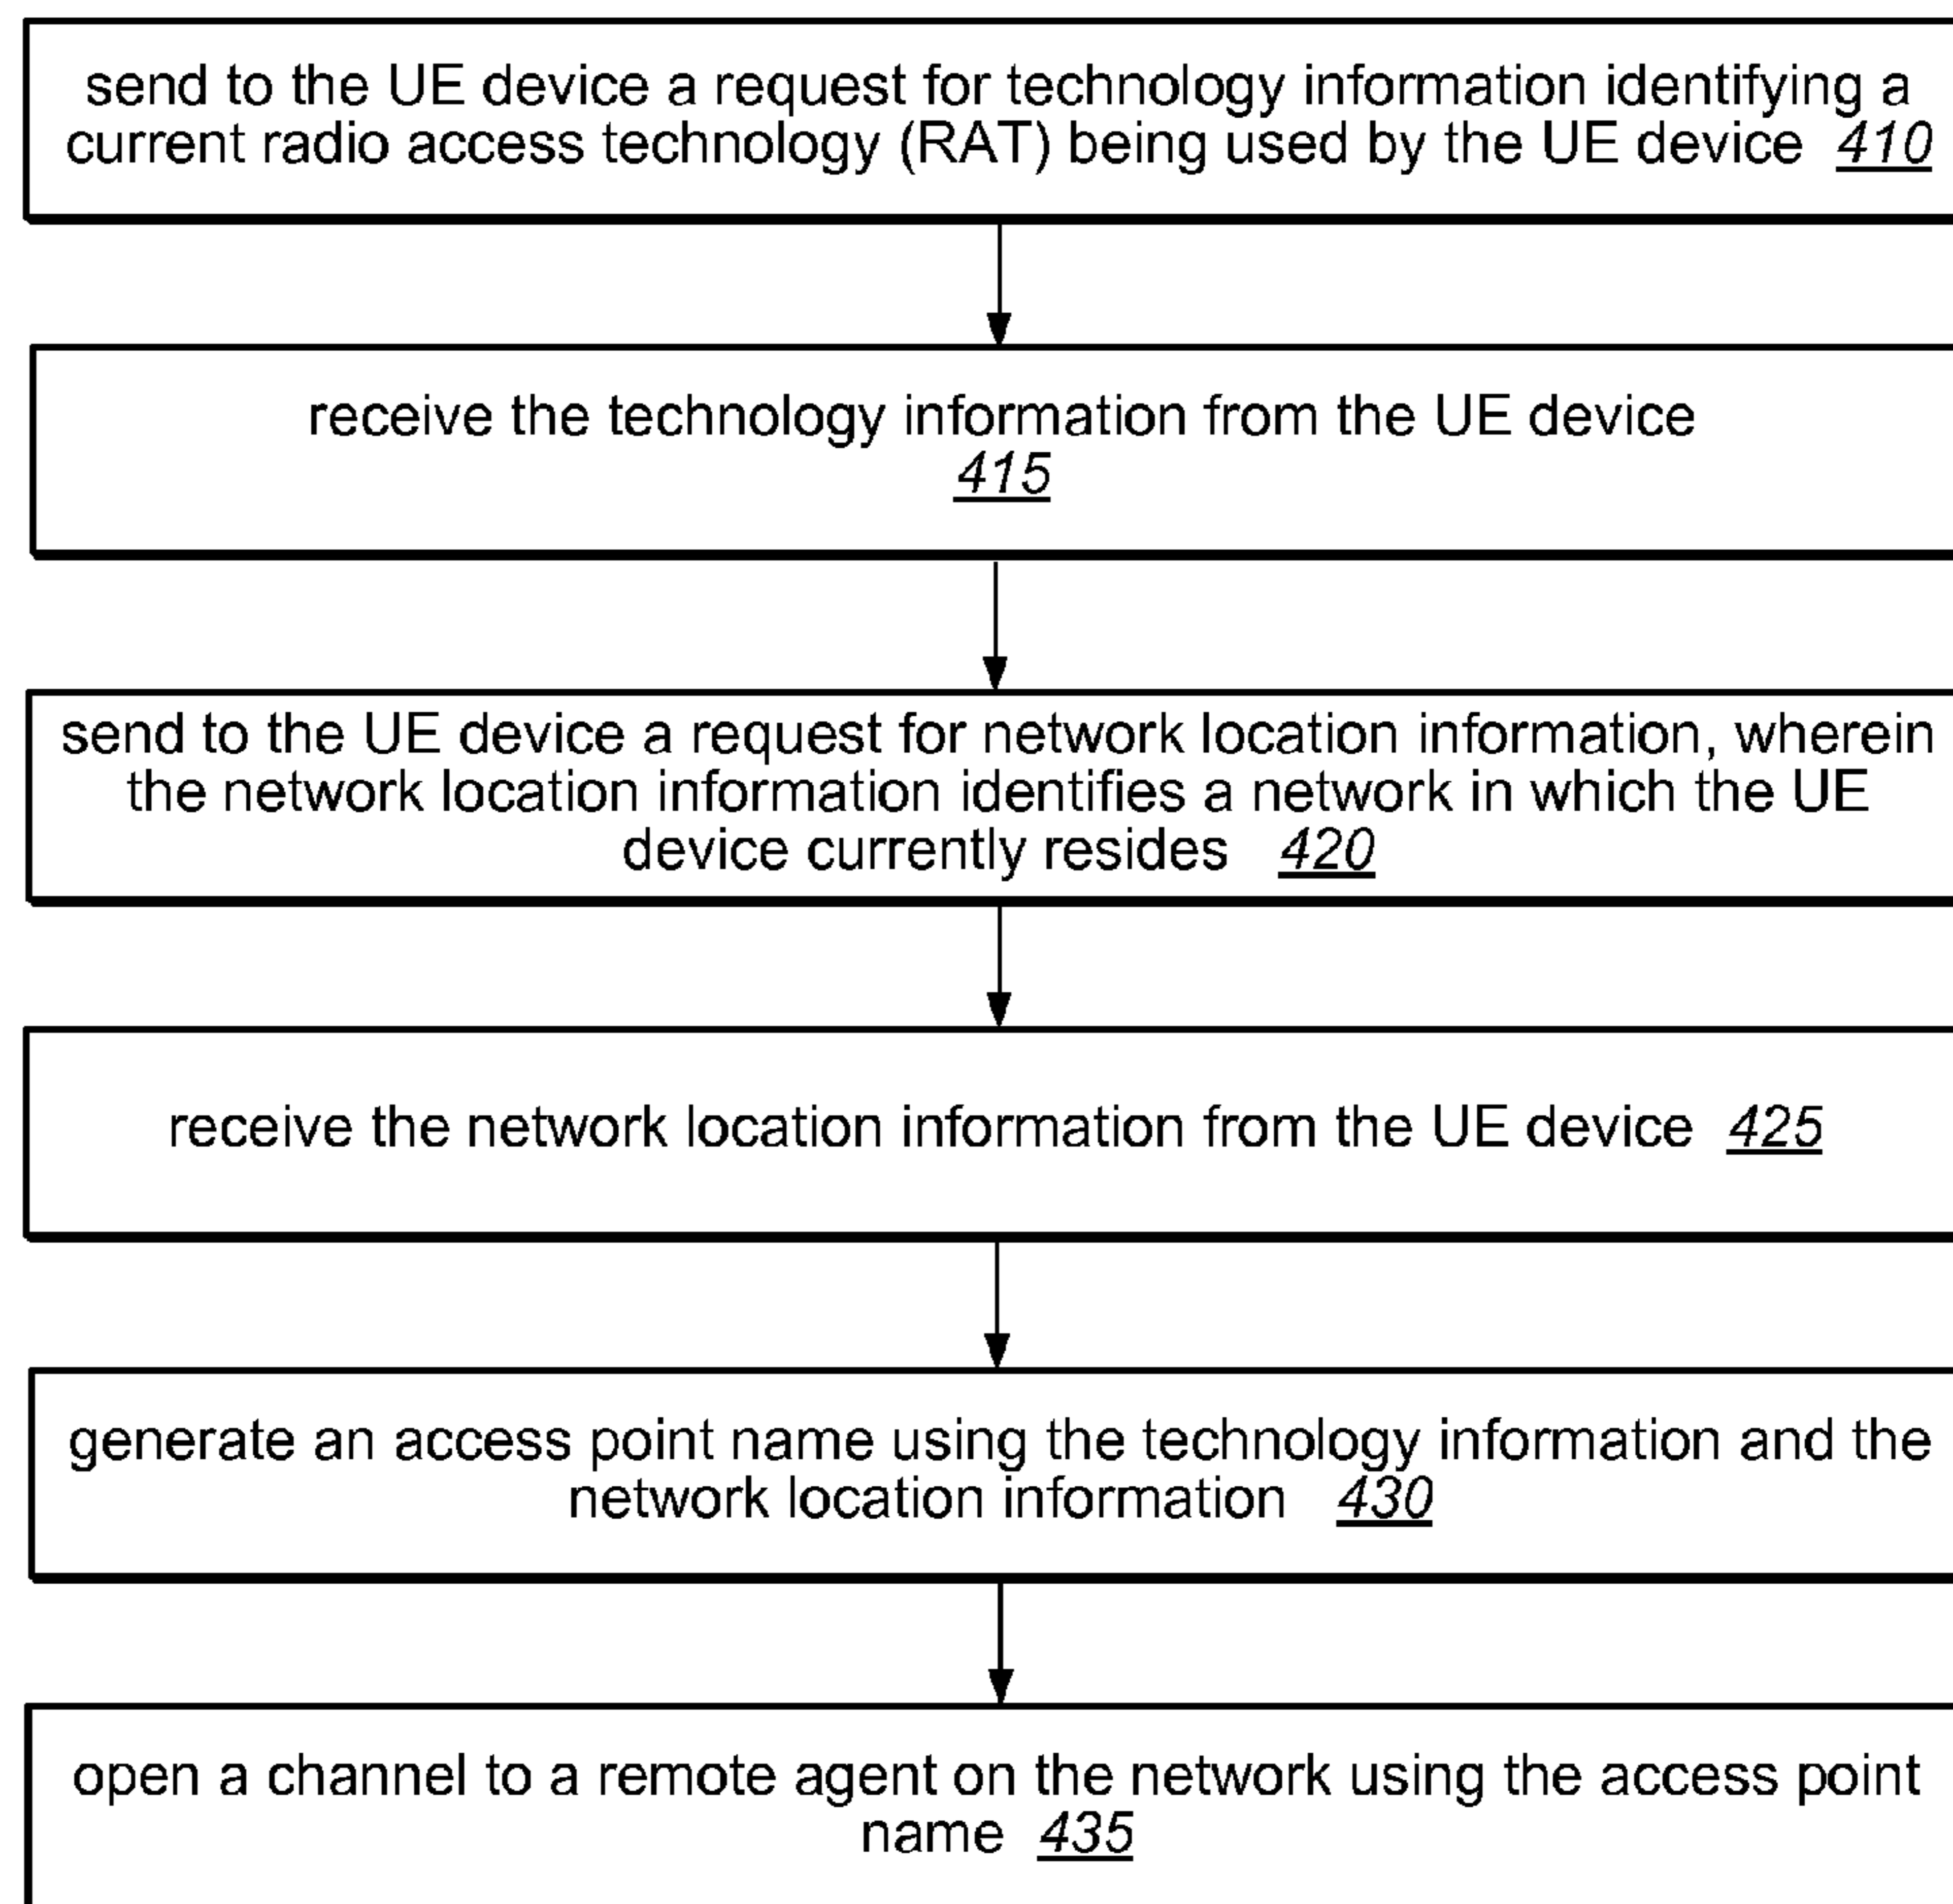 send to the UE device a request for technology information identifying a
current radio access technology (RAT) being used by the UE device 410
receive the technology information from the UE device
415
send to the UE device a request for network location information, wherein
the network location information identifies a network in which the UE
device currently resides 420
receive the network location information from the UE device 425
generate an access point name using the technology information and the
network location information 430
open a channel to a remote agent on the network using the access point
name 435